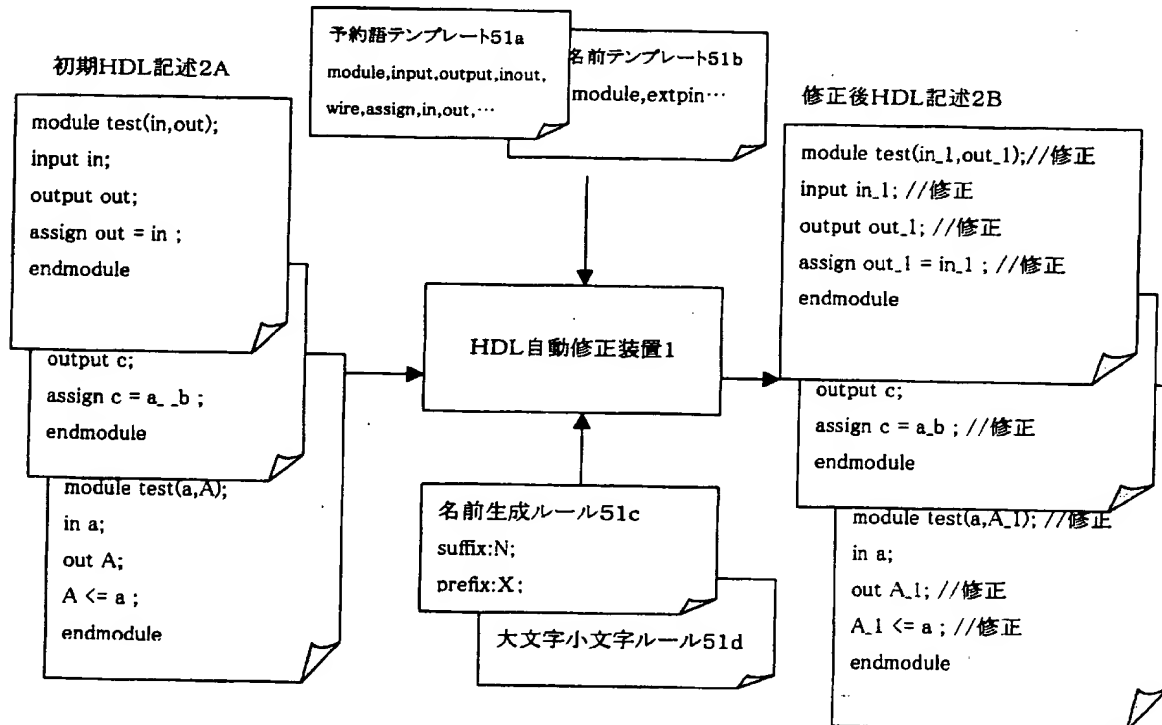 初期HDL記述2A
module test(in,out);
input in;
output out;
assign out = in ;
endmodule
output c;
assign c = a_ _b ;
endmodule
module test(a,A);
in a;
out A;
A <= a ;
endmodule
予約語テンプレート51a
module,input,output,inout,
wire,assign,in,out,…
名前テンプレート51b
module,extpin…
HDL自動修正装置1
名前生成ルール51c
suffix:N;
prefix:X;
大文字小文字ルール51d
修正後HDL記述2B
module test(in_1,out_1);//修正
input in_1; //修正
output out_1; //修正
assign out_1 = in_1 ; //修正
endmodule
output c;
assign c = a_b ; //修正
endmodule
module test(a,A_1); //修正
in a;
out A_1; //修正
A_1 <= a ; //修正
endmodule